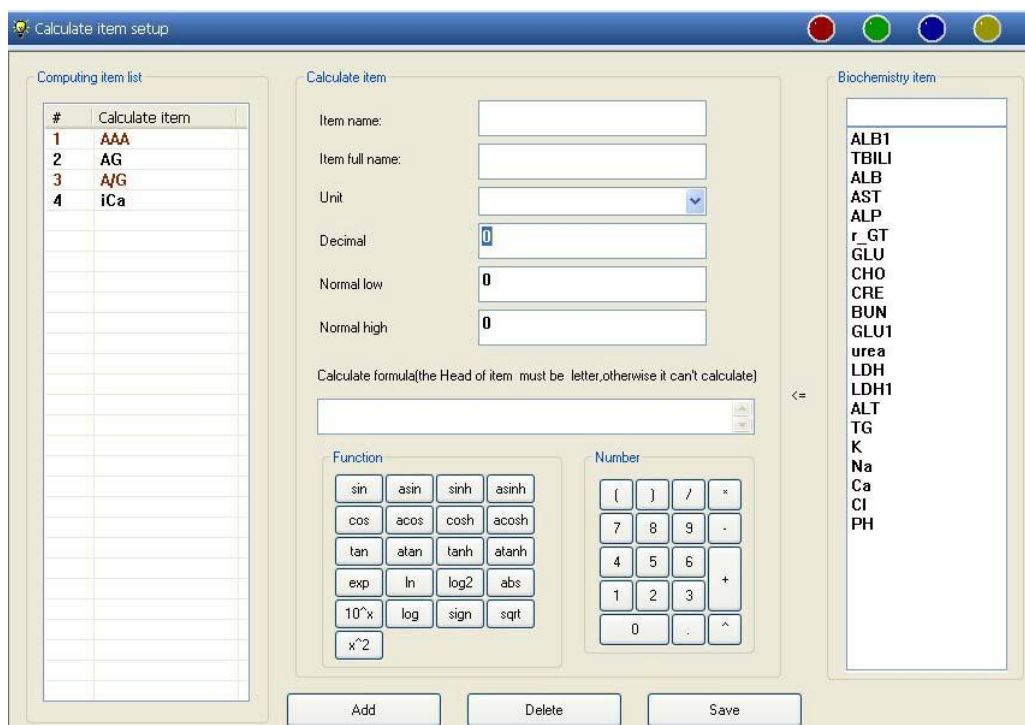 Calculate item setup
Computing item list
# Calculate item
1 AAA
2 AG
3 A/G
4 iCa
Calculate item
Item name:
Item full name:
Unit
Decimal 0
Normal low 0
Normal high 0
Calculate formula(the Head of item must be letter,otherwise it can't calculate)
<=
Function
sin asin sinh asinh
cos acos cosh acosh
tan atan tanh atanh
exp ln log2 abs
10^x log sign sqrt
x^2
Number
( ) / *
7 8 9 -
4 5 6 +
1 2 3
0 . ^
Biochemistry item
ALB1
TBILI
ALB
AST
ALP
r_GT
GLU
CHO
CRE
BUN
GLU1
urea
LDH
LDH1
ALT
TG
K
Na
Ca
Cl
PH
Add Delete Save